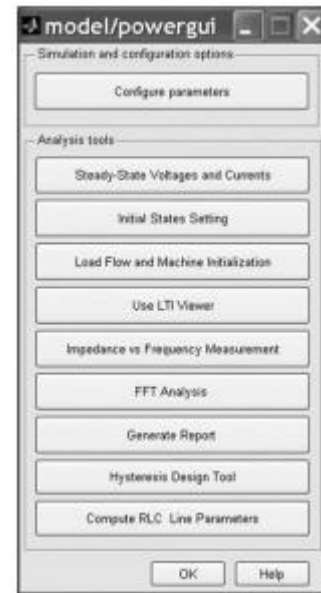 model/powergui
Simulation and configuration options
Configure parameters
Analysis tools
Steady-State Voltages and Currents
Initial States Setting
Load Flow and Machine Initialization
Use LTI Viewer
Impedance vs Frequency Measurement
FFT Analysis
Generate Report
Hysteresis Design Tool
Compute RLC Line Parameters
OK
Help